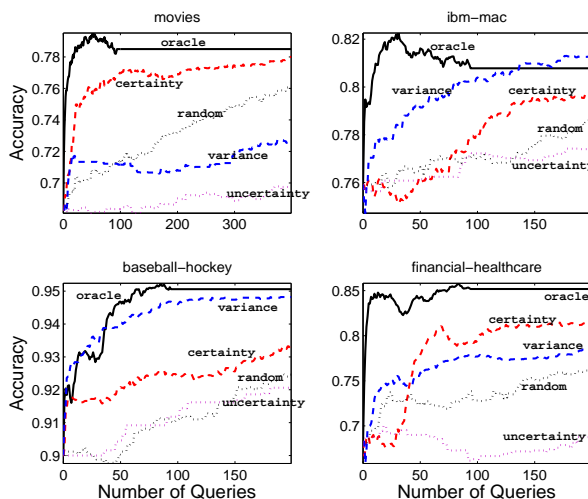 movies
ibm-mac
0.78
0.76
0.74
0.72
0.7
Accuracy
oracle
certainty
random
variance
uncertainty
0 100 200 300
0.82
0.8
0.78
0.76
oracle
variance
certainty
random
uncertainty
0 50 100 150
baseball-hockey
financial-healthcare
0.95
0.94
0.93
0.92
0.91
0.9
Accuracy
oracle
variance
certainty
random
uncertainty
0 50 100 150
Number of Queries
0.85
0.8
0.75
0.7
oracle
certainty
variance
random
uncertainty
0 50 100 150
Number of Queries